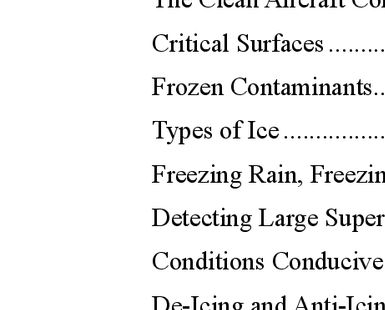 The Clean Aircraft Co
Critical Surfaces ........
Frozen Contaminants..
Types of Ice ................
Freezing Rain, Freezin
Detecting Large Super
Conditions Conducive
De-Icing and Anti-Icin